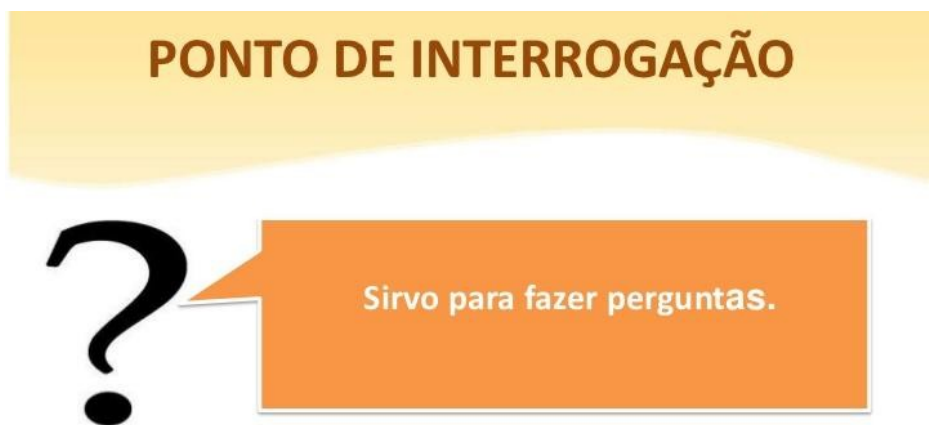 PONTO DE INTERROGAÇÃO
?
Sirvo para fazer perguntas.